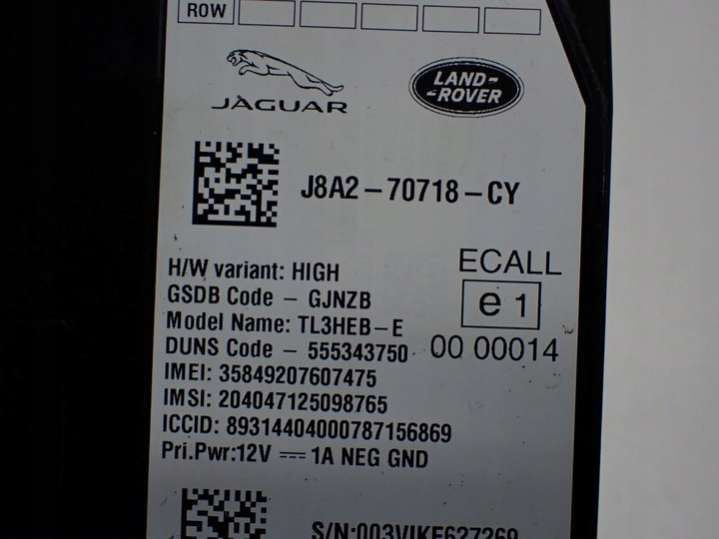 ROW
JAGUAR
LAND-
-ROVER
J8A2-70718-CY
H/W variant: HIGH
GSDB Code - GJNZB
Model Name: TL3HEB-E
DUNS Code - 555343750
IMEI: 35849207607475
IMSI: 204047125098765
ICCID: 89314404000787156869
Pri.Pwr:12V 1A NEG GND
ECALL
e1
00 00014
S/N:003VIKE627269